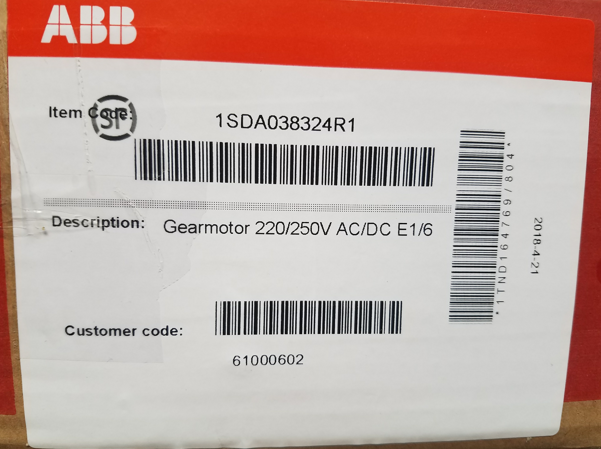 ABB
Item Code: 1SDA038324R1
SF
Description: Gearmotor 220/250V AC/DC E1/6
Customer code:
61000602
*1TND164769/804*
2018-4-21